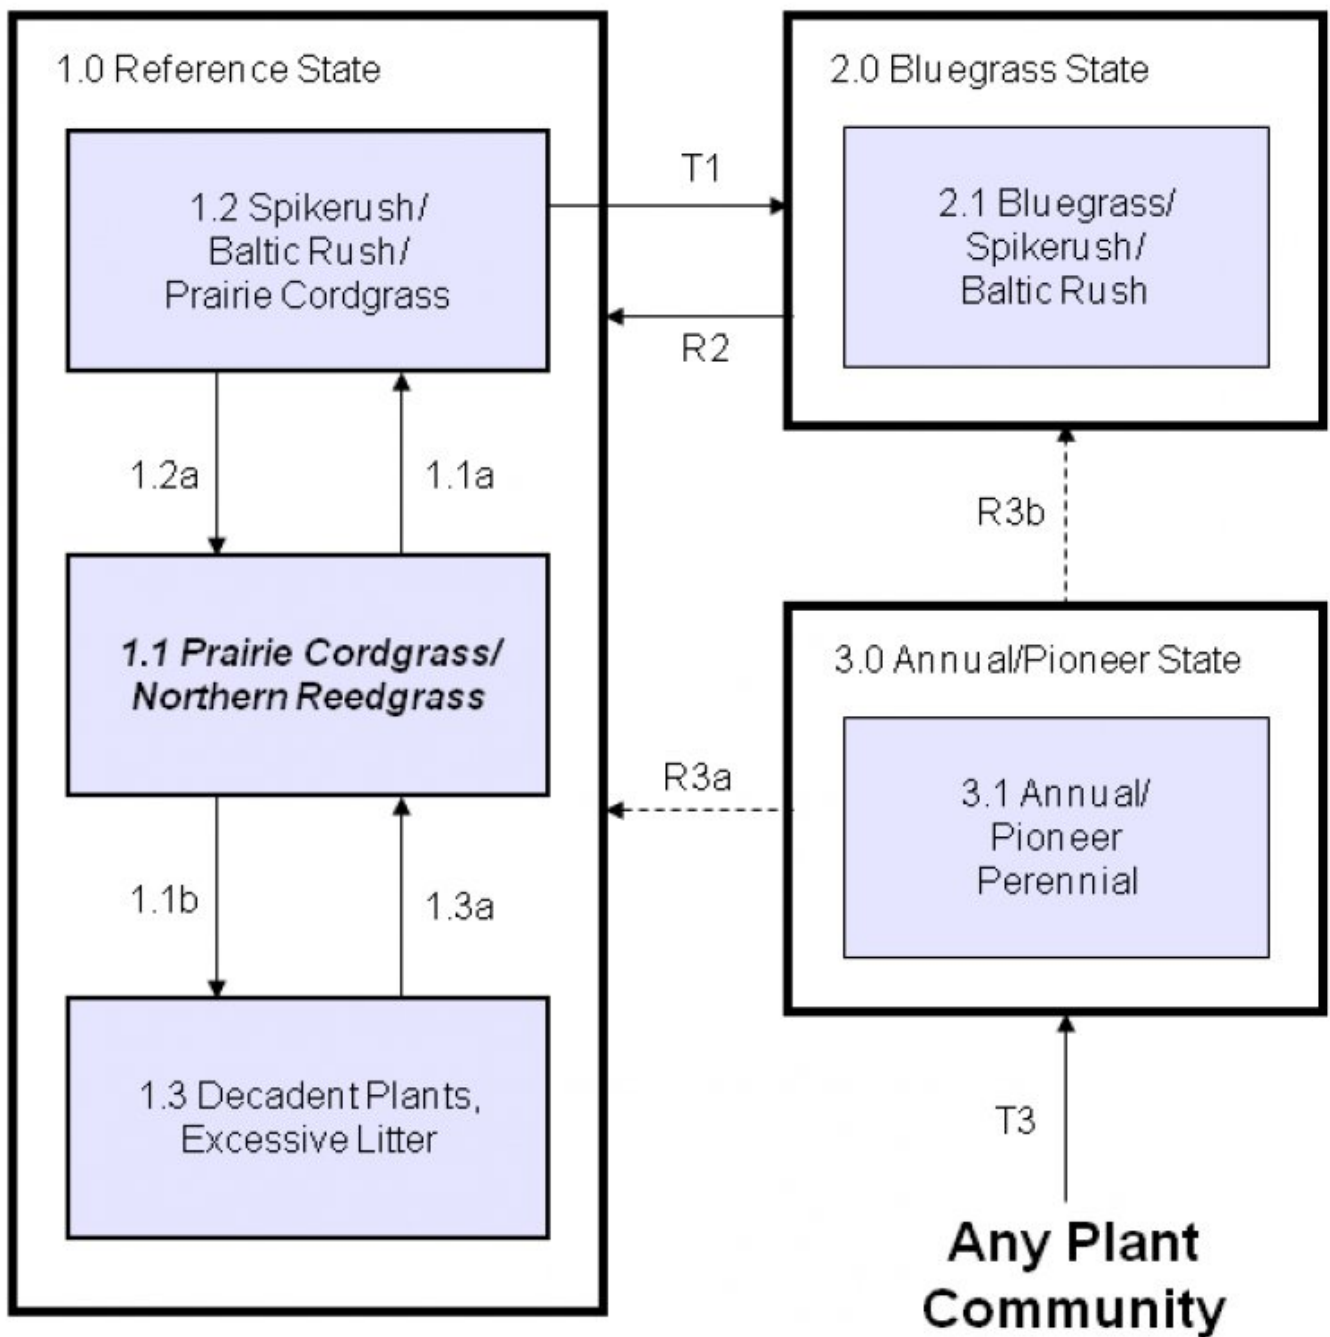 1.0 Reference State
1.2 Spikerush/
Baltic Rush/
Prairie Cordgrass
1.2a
1.1a
1.1 Prairie Cordgrass/
Northern Reedgrass
1.1b
1.3a
1.3 Decadent Plants,
Excessive Litter
T1
R2
2.0 Bluegrass State
2.1 Bluegrass/
Spikerush/
Baltic Rush
R3b
R3a
3.0 Annual/Pioneer State
3.1 Annual/
Pioneer
Perennial
T3
Any Plant
Community